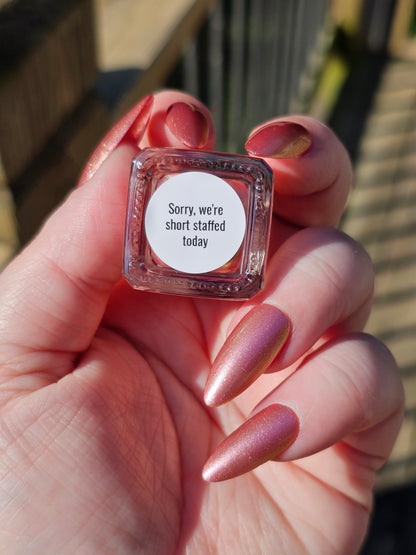 Sorry, we're
short staffed
today